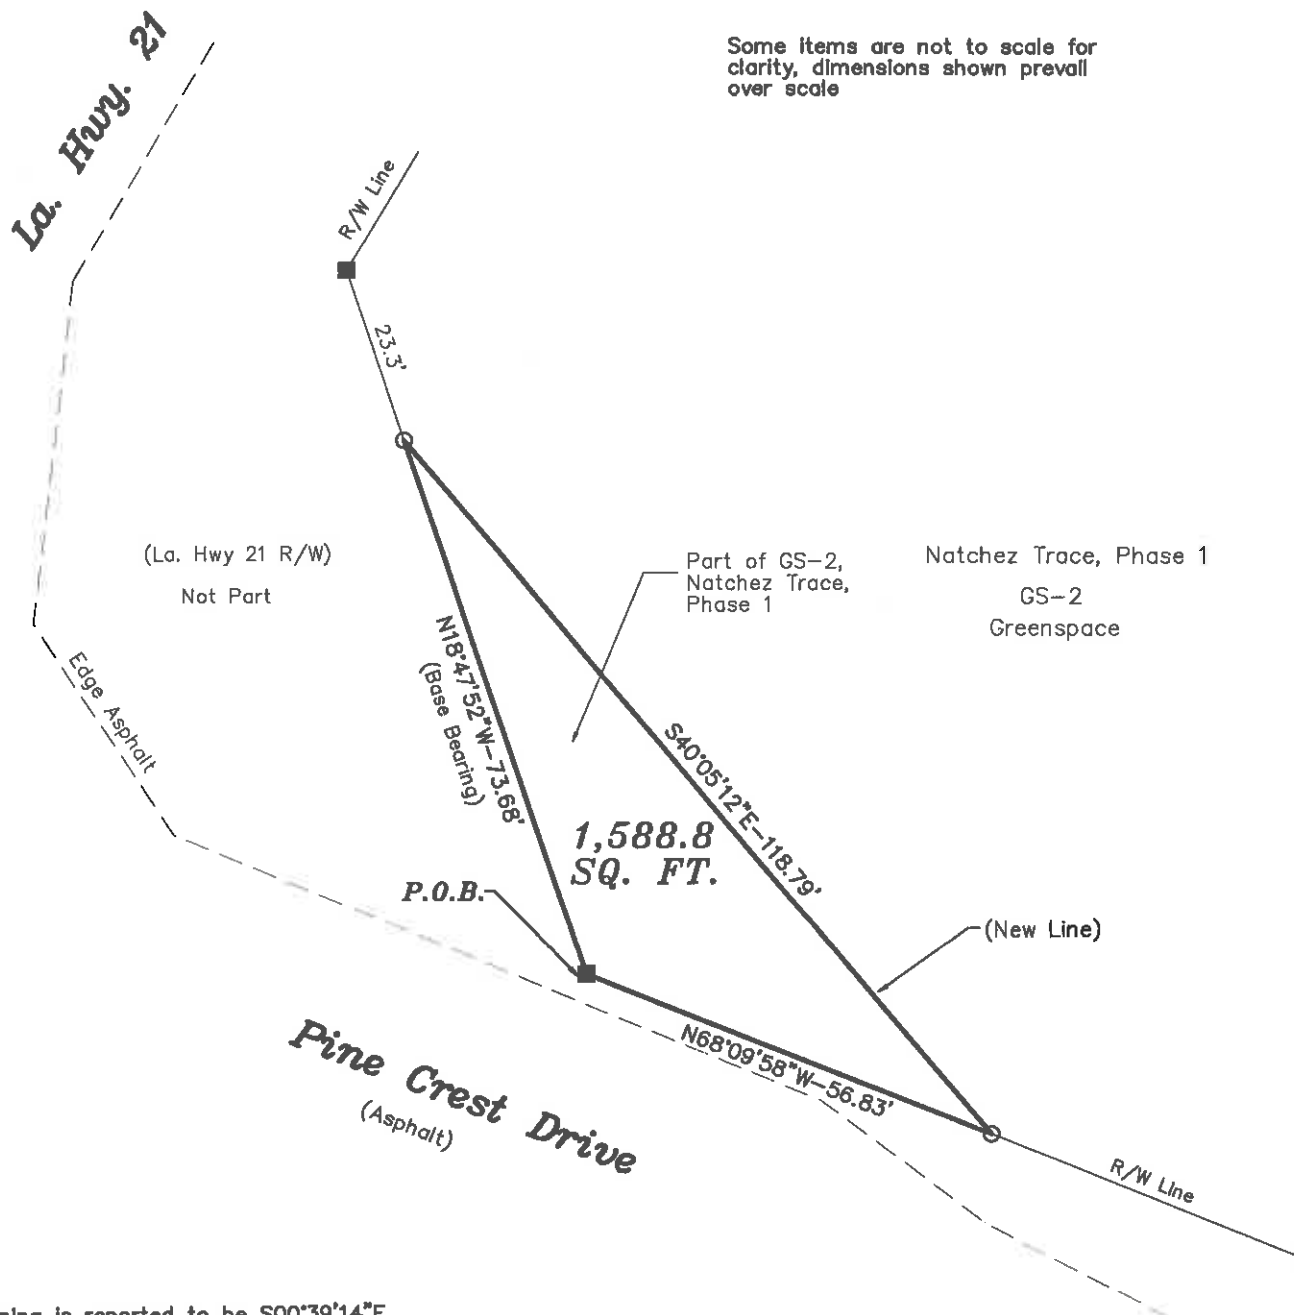 La. Hwy. 21
Some items are not to scale for
clarity, dimensions shown prevail
over scale
R/W Line
23.3'
(La. Hwy 21 R/W)
Not Part
Part of GS-2,
Natchez Trace,
Phase 1
Natchez Trace, Phase 1
GS-2
Greenspace
Edge Asphalt
N18°47'52"W-73.68'
(Base Bearing)
S40°05'12"E-118.79'
1,588.8
SQ. FT.
P.O.B.
(New Line)
N68°09'58"W-56.83'
Pine Crest Drive
(Asphalt)
R/W Line
is reported to be S00°39'14"E